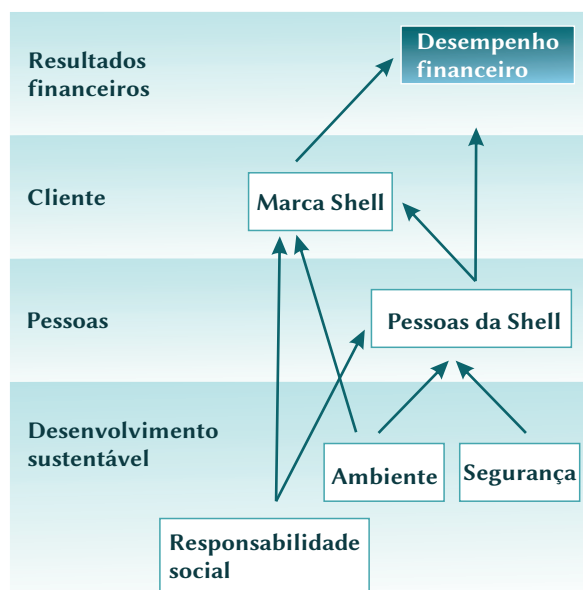 Resultados
financeiros
Desempenho
financeiro
Cliente
Marca Shell
Pessoas
Pessoas da Shell
Desenvolvimento
sustentável
Ambiente
Segurança
Responsabilidade
social